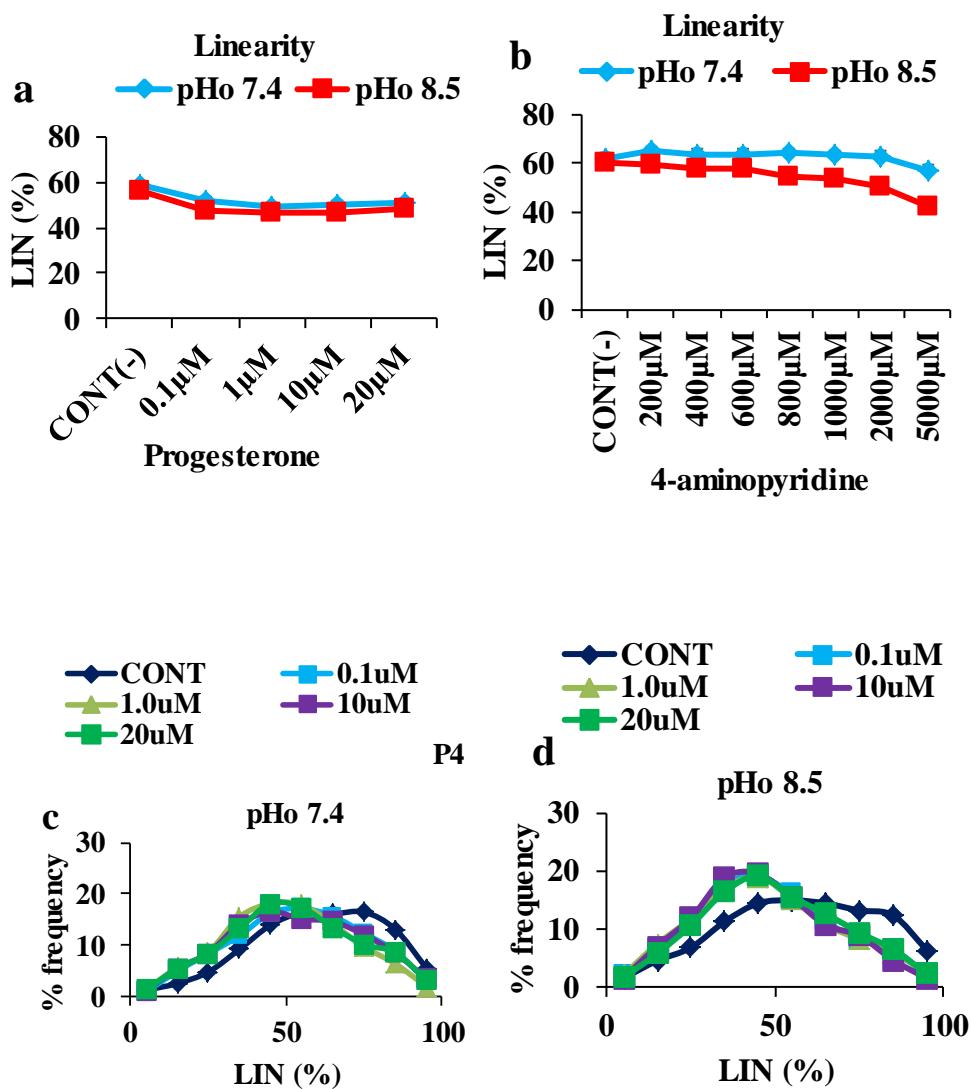 a
Linearity
pHo 7.4 pHo 8.5
LIN (%)
80
60
40
20
0
CONT(-)
0.1µM
1µM
10µM
20µM
Progesterone
b
Linearity
pHo 7.4 pHo 8.5
LIN (%)
80
60
40
20
0
CONT(-)
200µM
400µM
600µM
800µM
1000µM
2000µM
5000µM
4-aminopyridine
CONT 0.1uM
1.0uM 10uM
20uM
P4
c
pHo 7.4
% frequency
30
20
10
0
0 50 100
LIN (%)
CONT 0.1uM
1.0uM 10uM
20uM
d
pHo 8.5
% frequency
30
20
10
0
0 50 100
LIN (%)